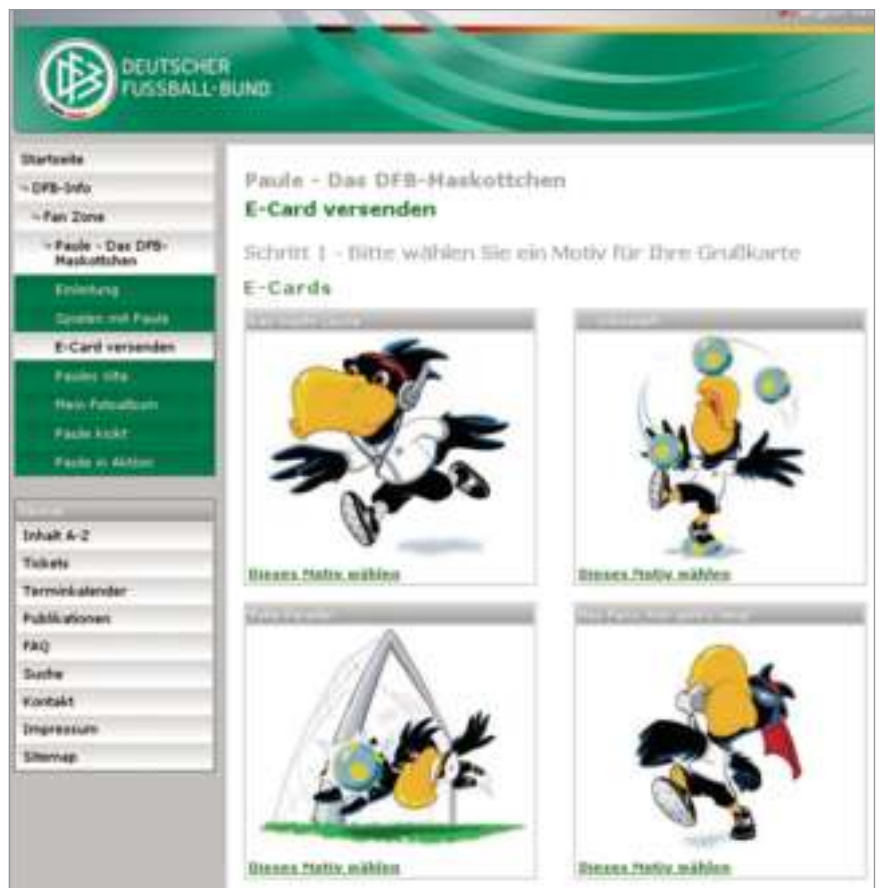 DEUTSCHER
FUSSBALL-BUND
Startseite
DFB-Info
Fan Zone
Paule - Das DFB-
Maskottchen
Einleitung
Spielen mit Paule
E-Card versenden
Paules Vita
Mein Fotoalbum
Paule kickt
Paule in Aktion
Inhalt A-Z
Tickets
Terminkalender
Publikationen
FAQ
Suche
Kontakt
Impressum
Sitemap
Paule - Das DFB-Maskottchen
E-Card versenden
Schritt 1 - Bitte wählen Sie ein Motiv für Ihre Grußkarte
E-Cards
Dieses Motiv wählen
Dieses Motiv wählen
Dieses Motiv wählen
Dieses Motiv wählen